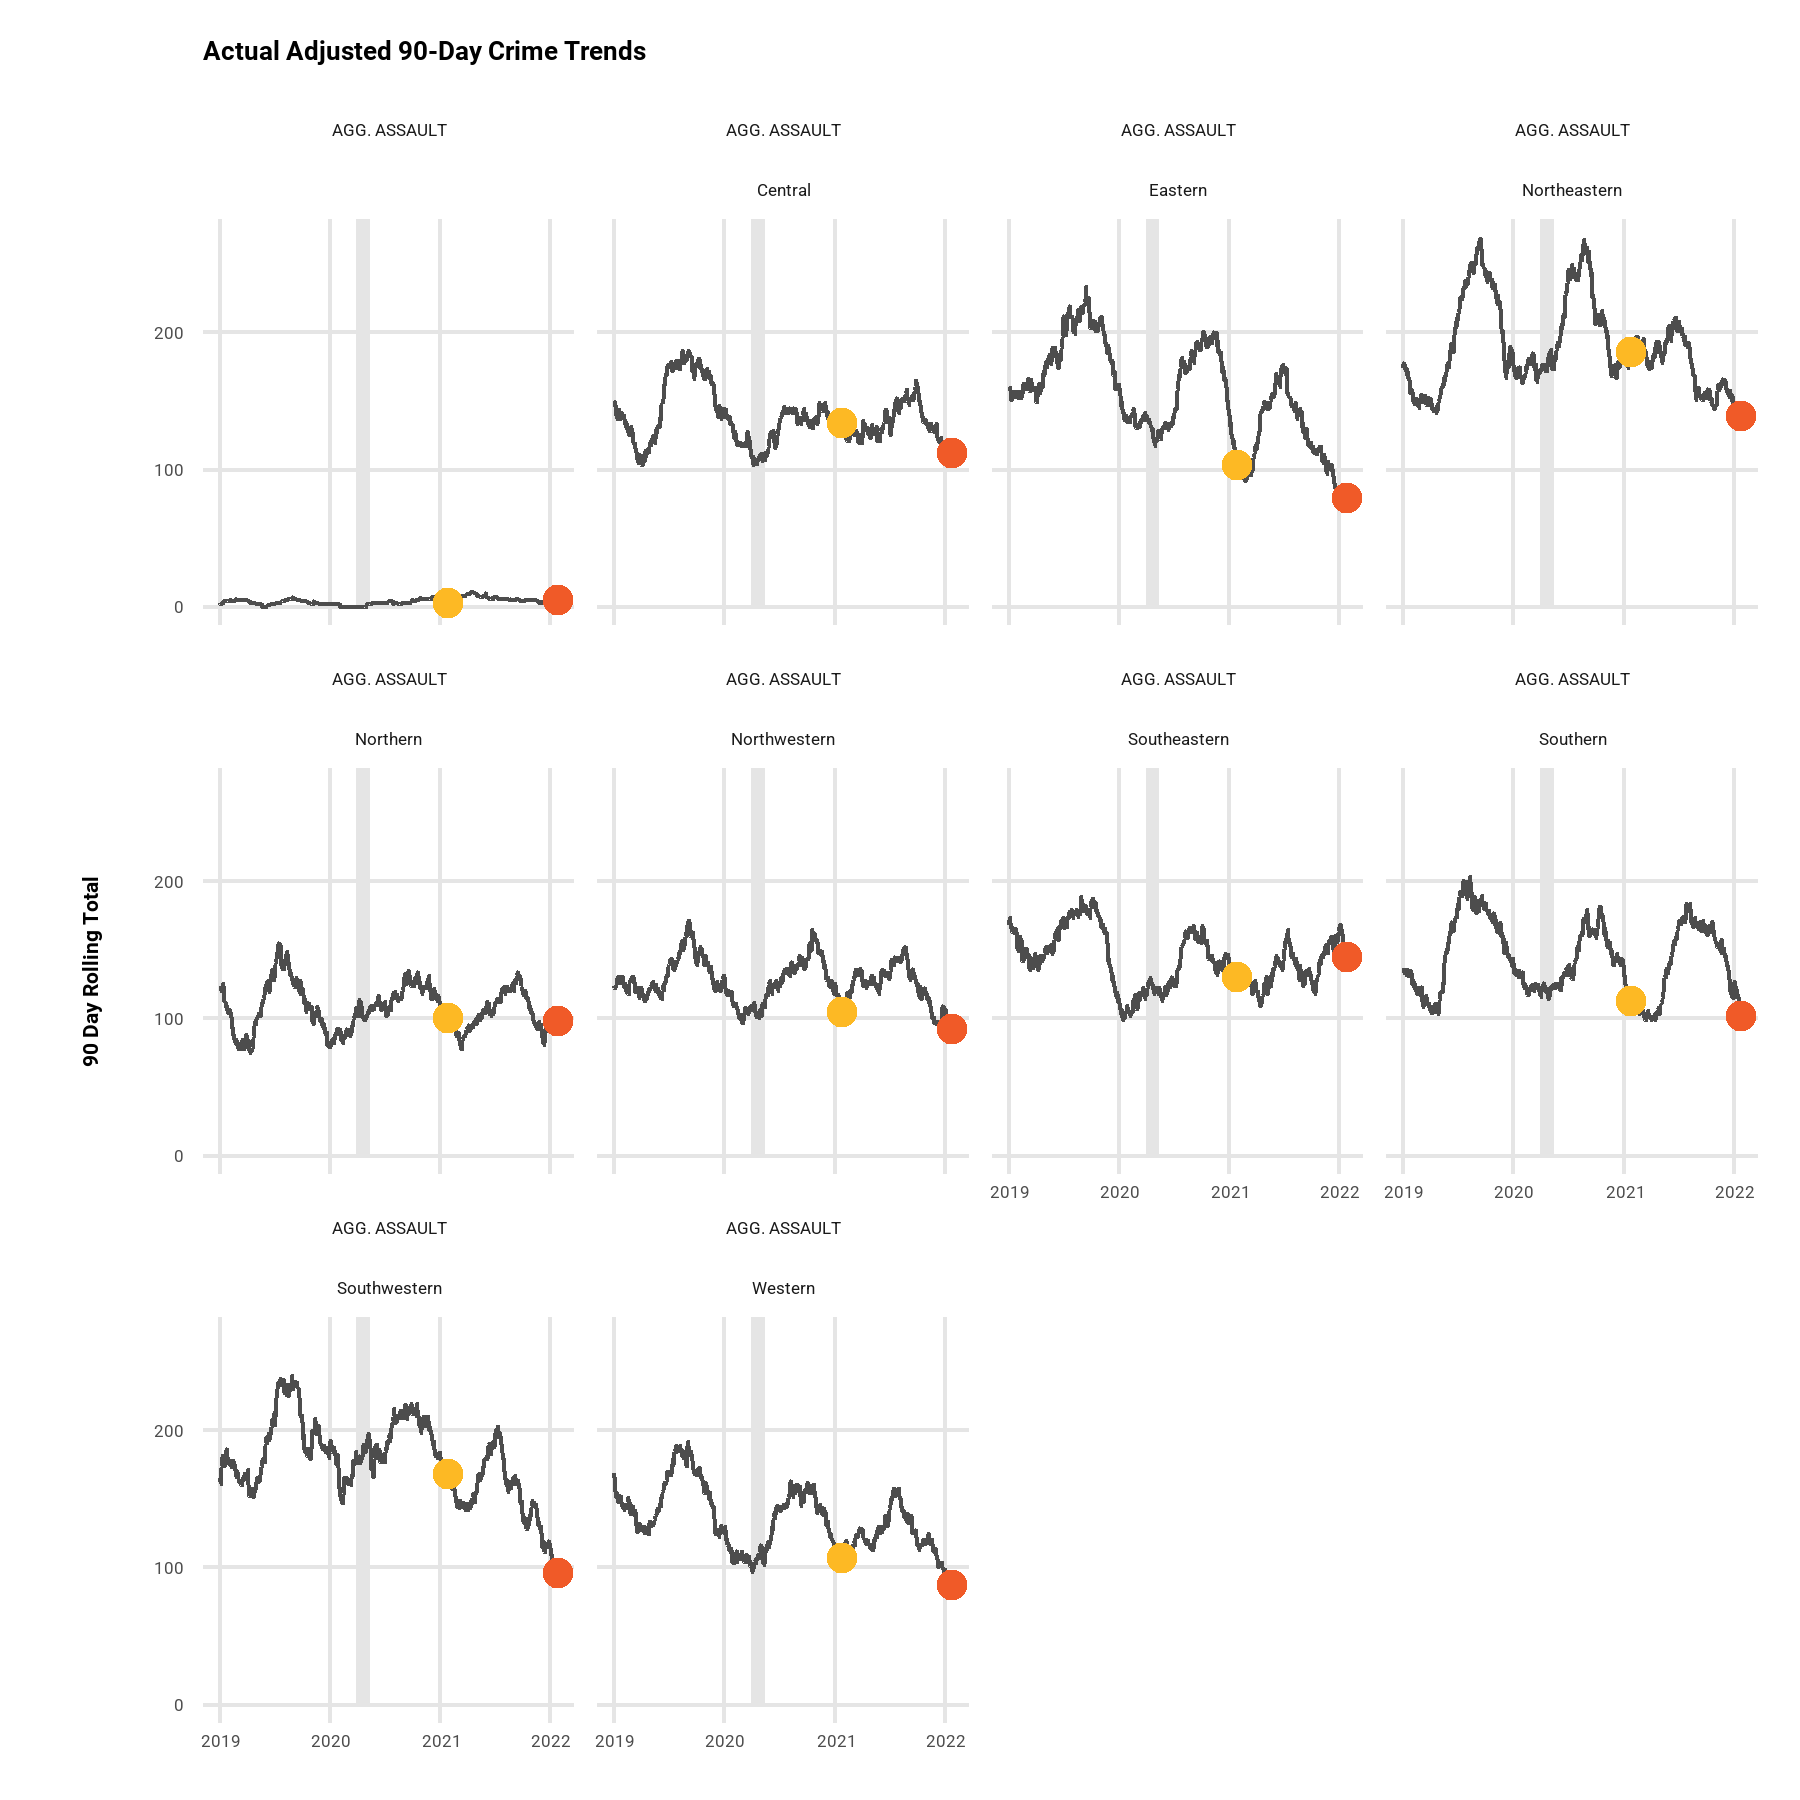 Actual Adjusted 90-Day Crime Trends
AGG. ASSAULT
AGG. ASSAULT
AGG. ASSAULT
AGG. ASSAULT
Central
Eastern
Northeastern
200
100
0
AGG. ASSAULT
AGG. ASSAULT
AGG. ASSAULT
AGG. ASSAULT
Northern
Northwestern
Southeastern
Southern
90 Day Rolling Total
200
100
0
2019 2020 2021 2022
2019 2020 2021 2022
AGG. ASSAULT
AGG. ASSAULT
Southwestern
Western
200
100
0
2019 2020 2021 2022
2019 2020 2021 2022